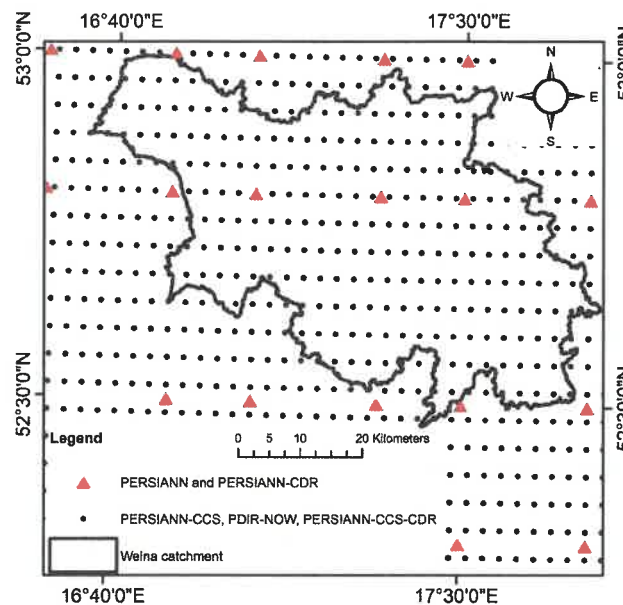 16°40'0"E
17°30'0"E
53°0'0"N
N
W
E
S
52°30'0"N
Legend
0 5 10 20 Kilometers
PERSIANN and PERSIANN-CDR
PERSIANN-CCS, PDIR-NOW, PERSIANN-CCS-CDR
Welna catchment
16°40'0"E
17°30'0"E